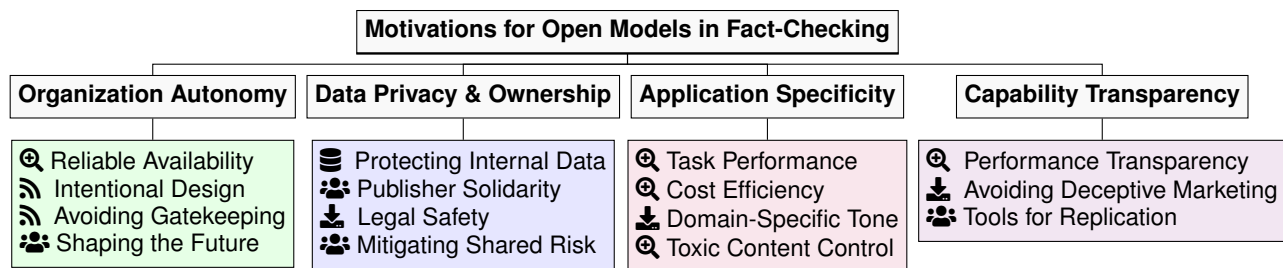 Motivations for Open Models in Fact-Checking
Organization Autonomy
Reliable Availability
Intentional Design
Avoiding Gatekeeping
Shaping the Future
Data Privacy & Ownership
Protecting Internal Data
Publisher Solidarity
Legal Safety
Mitigating Shared Risk
Application Specificity
Task Performance
Cost Efficiency
Domain-Specific Tone
Toxic Content Control
Capability Transparency
Performance Transparency
Avoiding Deceptive Marketing
Tools for Replication